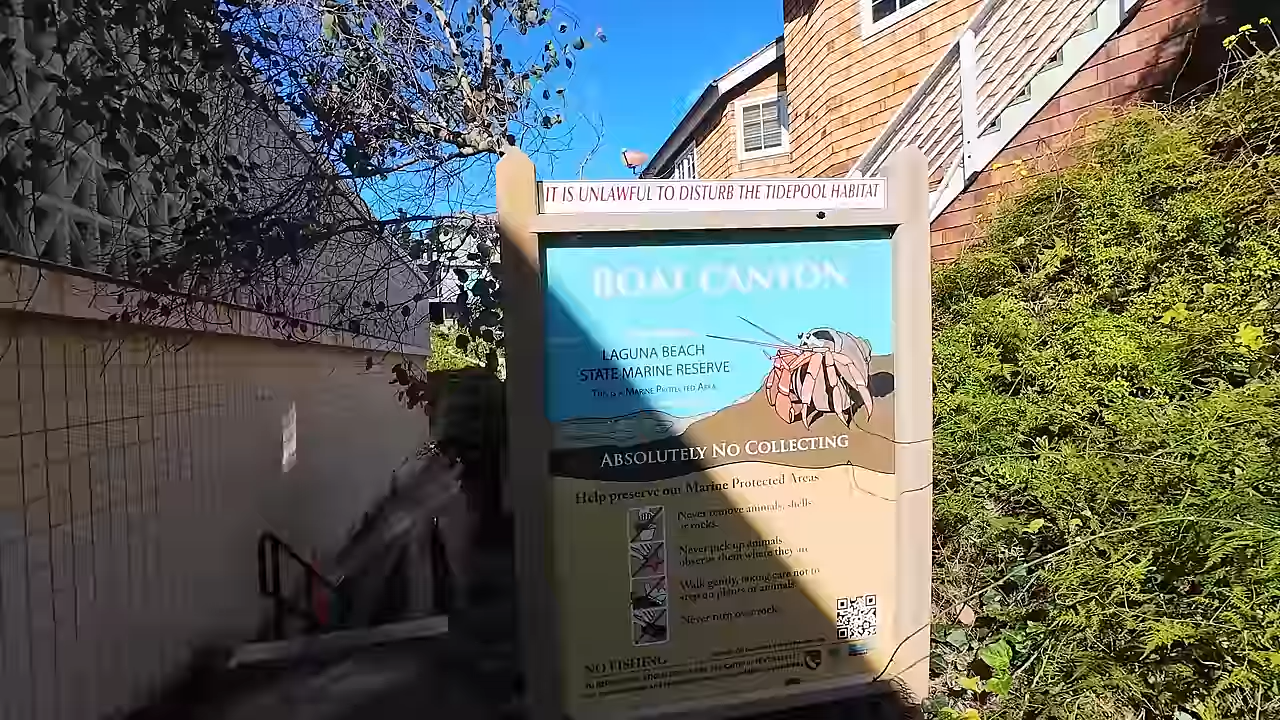 IT IS UNLAWFUL TO DISTURB THE TIDEPOOL HABITAT
BOAT CANYON
LAGUNA BEACH
STATE MARINE RESERVE
THIS IS A MARINE PROTECTED AREA
ABSOLUTELY NO COLLECTING
Help preserve our Marine Protected Areas
Never remove animals, shells
or rocks.
Never pick up animals
observe them where they are
Walk gently, taking care not to
step on plants or animals.
Never turn over rocks
NO FISHING